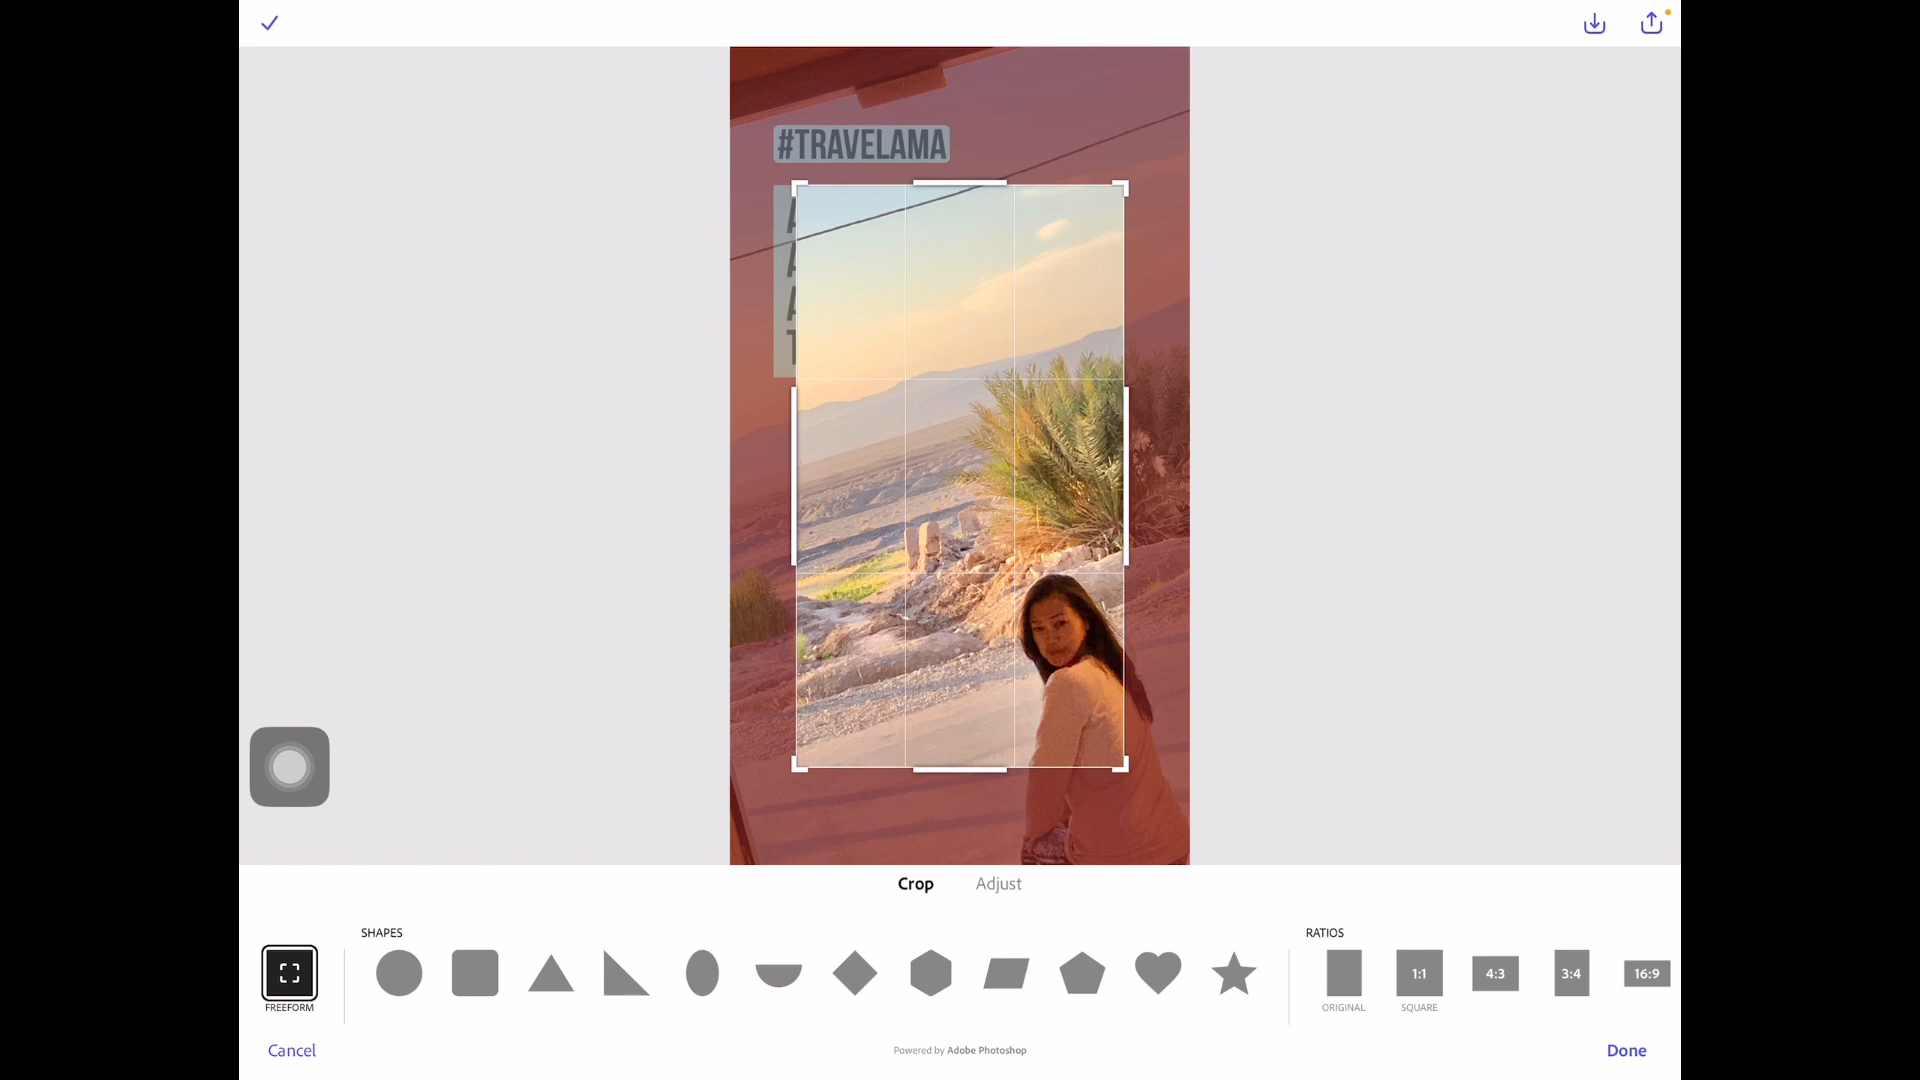 #TRAVELAMA
A
A
A
T
Crop
Adjust
SHAPES
RATIOS
1:1
4:3
3:4
16:9
FREEFORM
ORIGINAL
SQUARE
Cancel
Powered by Adobe Photoshop
Done